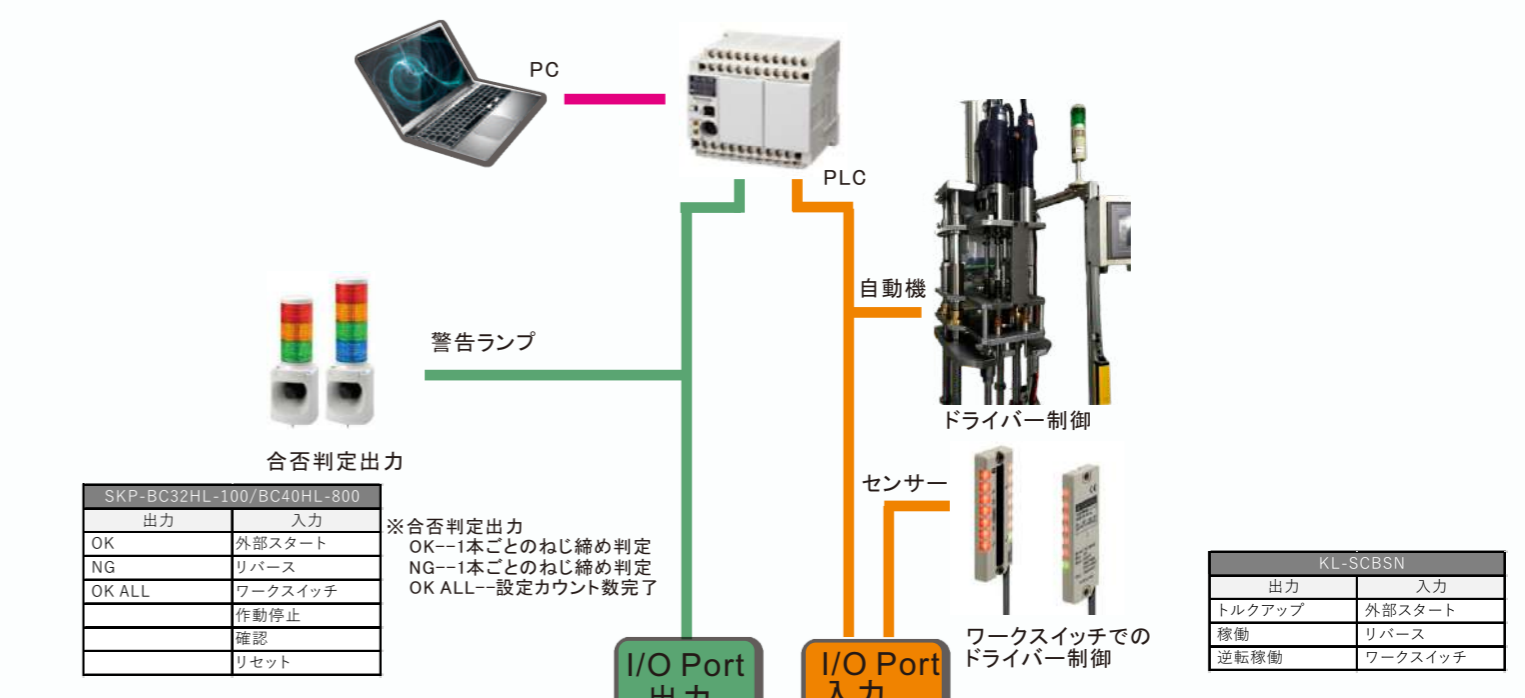 PC
PLC
自動機
警告ランプ
ドライバー制御
合否判定出力
センサー
SKP-BC32HL-100/BC40HL-800
出力 入力
OK 外部スタート
NG リバース
OK ALL ワークスイッチ
作動停止
確認
リセット
※合否判定出力
OK--1本ごとのねじ締め判定
NG--1本ごとのねじ締め判定
OK ALL--設定カウント数完了
KL-SCBSN
出力 入力
トルクアップ 外部スタート
稼働 リバース
逆転稼働 ワークスイッチ
ワークスイッチでの
ドライバー制御
I/O Port
出力
I/O Port
入力